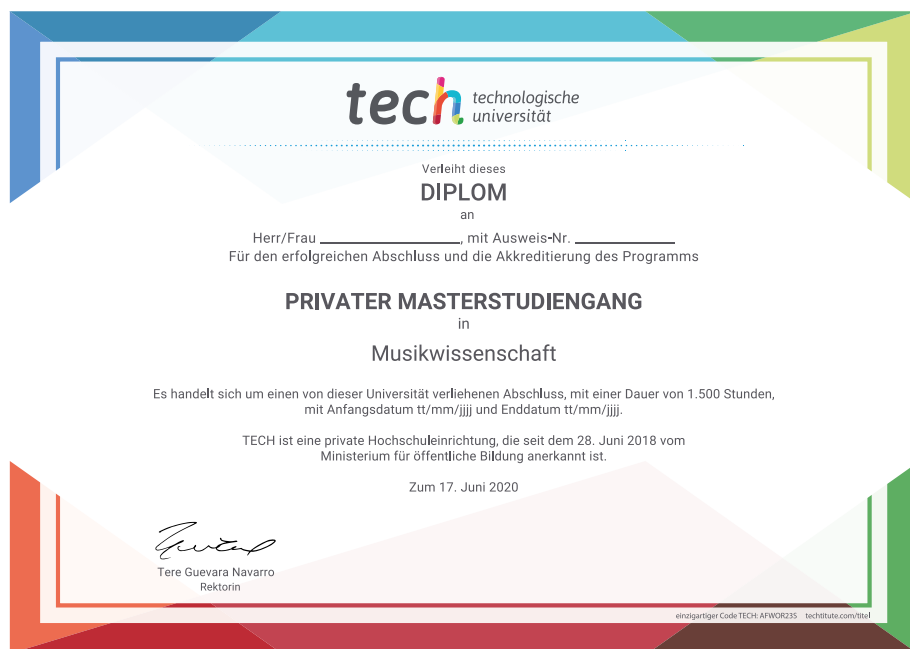 tech technologische
universität
Verleiht dieses
DIPLOM
an
Herr/Frau ____________________, mit Ausweis-Nr. ______________
Für den erfolgreichen Abschluss und die Akkreditierung des Programms
PRIVATER MASTERSTUDIENGANG
in
Musikwissenschaft
Es handelt sich um einen von dieser Universität verliehenen Abschluss, mit einer Dauer von 1.500 Stunden,
mit Anfangsdatum tt/mm/jjjj und Enddatum tt/mm/jjjj.
TECH ist eine private Hochschuleinrichtung, die seit dem 28. Juni 2018 vom
Ministerium für öffentliche Bildung anerkannt ist.
Zum 17. Juni 2020
Tere Guevara Navarro
Rektorin
einzigartiger Code TECH: AFWOR235 techtitute.com/titel